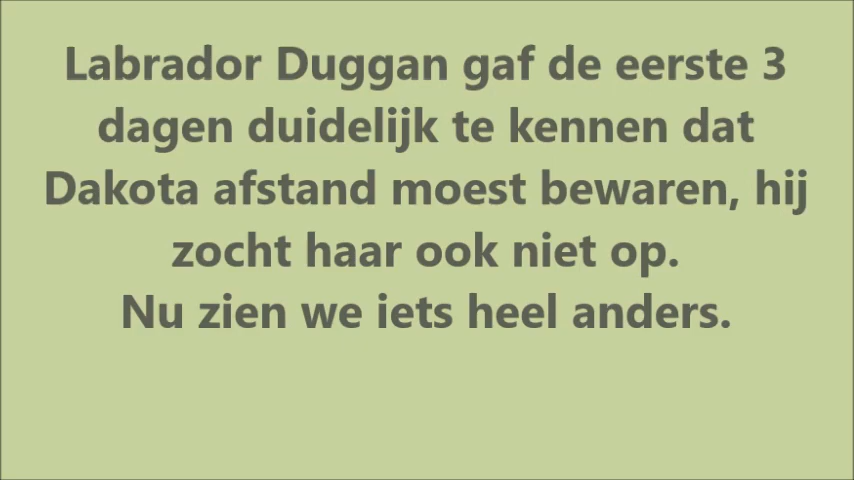 Labrador Duggan gaf de eerste 3
dagen duidelijk te kennen dat
Dakota afstand moest bewaren, hij
zocht haar ook niet op.
Nu zien we iets heel anders.